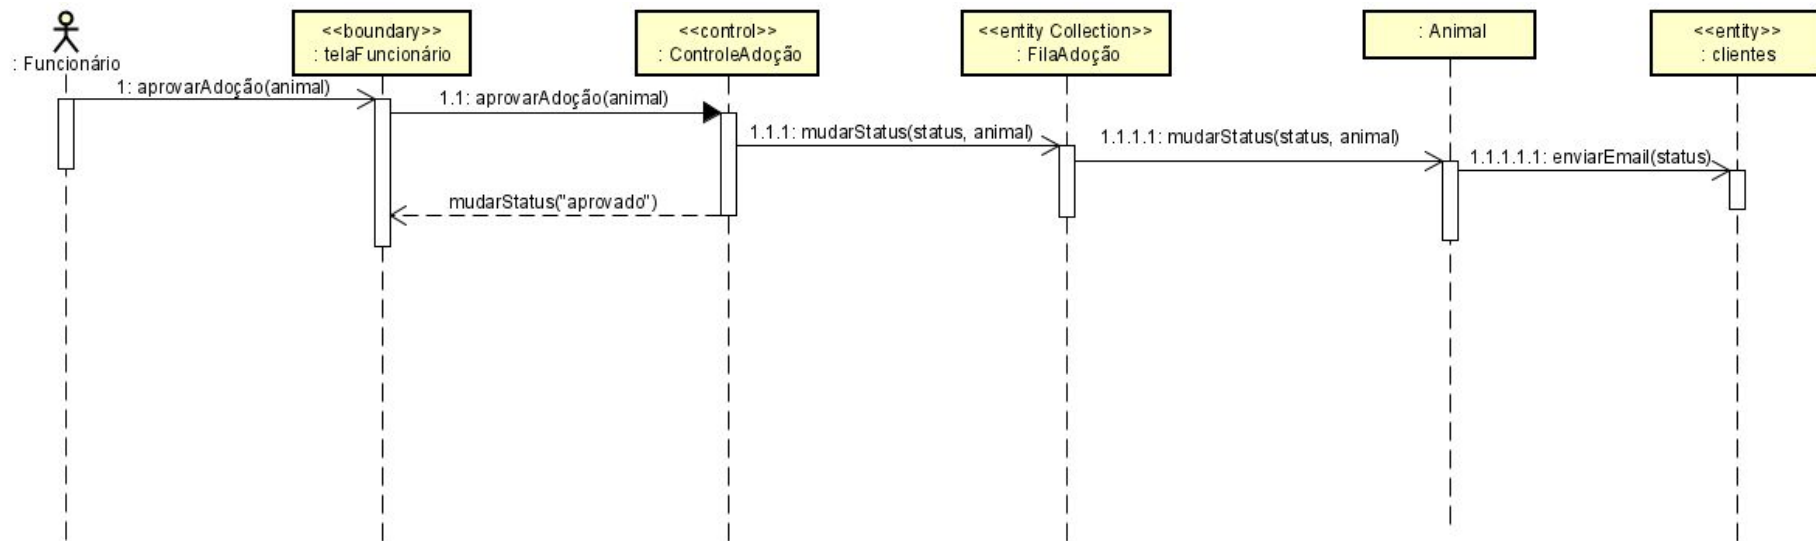 : Funcionário
<<boundary>>
: telaFuncionário
<<control>>
: ControleAdoção
<<entity Collection>>
: FilaAdoção
: Animal
<<entity>>
: clientes
1: aprovarAdoção(animal)
1.1: aprovarAdoção(animal)
1.1.1: mudarStatus(status, animal)
1.1.1.1: mudarStatus(status, animal)
1.1.1.1.1: enviarEmail(status)
mudarStatus("aprovado")